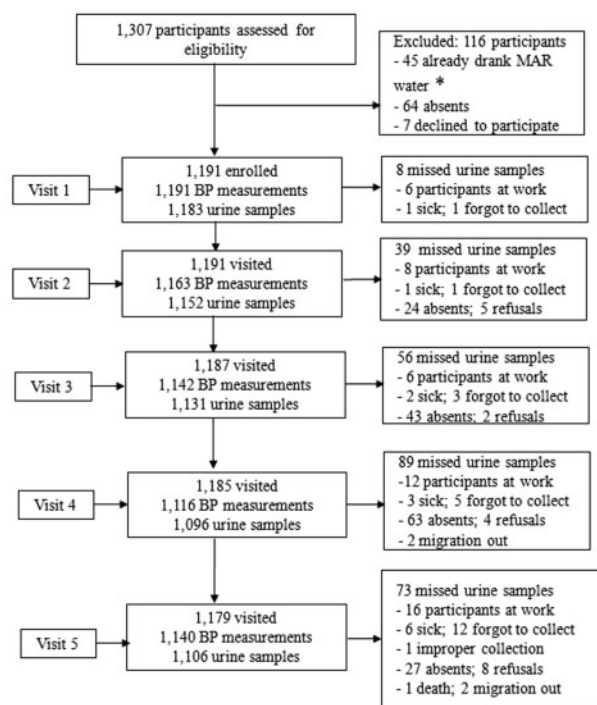 1,307 participants assessed for
eligibility
Excluded: 116 participants
- 45 already drank MAR
water *
- 64 absents
- 7 declined to participate
Visit 1
1,191 enrolled
1,191 BP measurements
1,183 urine samples
8 missed urine samples
- 6 participants at work
- 1 sick; 1 forgot to collect
Visit 2
1,191 visited
1,163 BP measurements
1,152 urine samples
39 missed urine samples
- 8 participants at work
- 1 sick; 1 forgot to collect
- 24 absents; 5 refusals
Visit 3
1,187 visited
1,142 BP measurements
1,131 urine samples
56 missed urine samples
- 6 participants at work
- 2 sick; 3 forgot to collect
- 43 absents; 2 refusals
Visit 4
1,185 visited
1,116 BP measurements
1,096 urine samples
89 missed urine samples
-12 participants at work
- 3 sick; 5 forgot to collect
- 63 absents; 4 refusals
- 2 migration out
Visit 5
1,179 visited
1,140 BP measurements
1,106 urine samples
73 missed urine samples
- 16 participants at work
- 6 sick; 12 forgot to collect
- 1 improper collection
- 27 absents; 8 refusals
- 1 death; 2 migration out